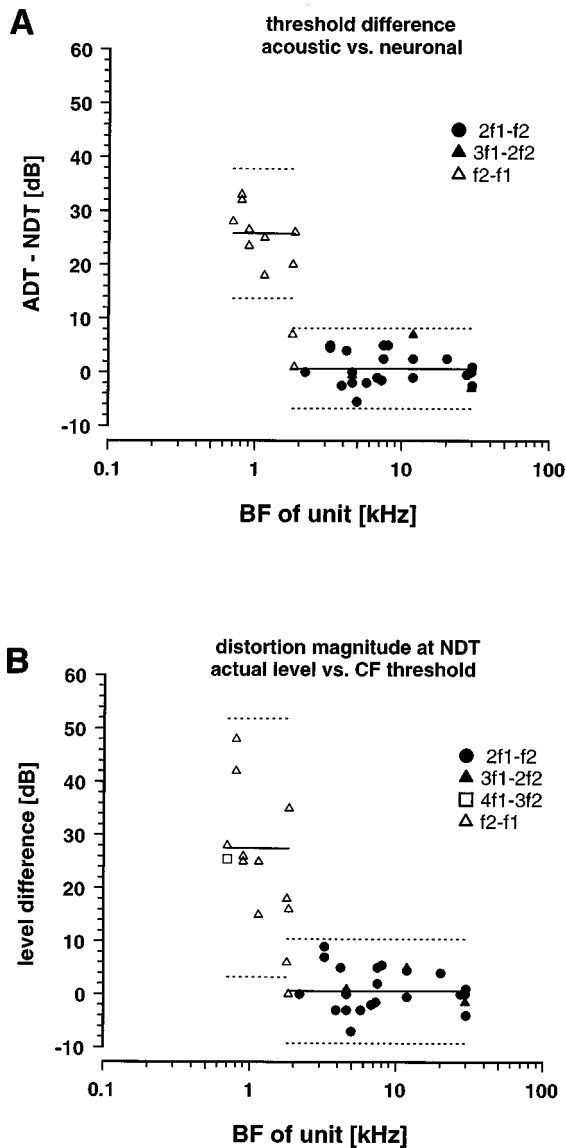 A
threshold difference
acoustic vs. neuronal
60
50
40
30
20
10
0
-10
ADT - NDT [dB]
2f1-f2
3f1-2f2
f2-f1
0.1 1 10 100
BF of unit [kHz]
B
distortion magnitude at NDT
actual level vs. CF threshold
60
50
40
30
20
10
0
-10
level difference [dB]
2f1-f2
3f1-2f2
4f1-3f2
f2-f1
0.1 1 10 100
BF of unit [kHz]